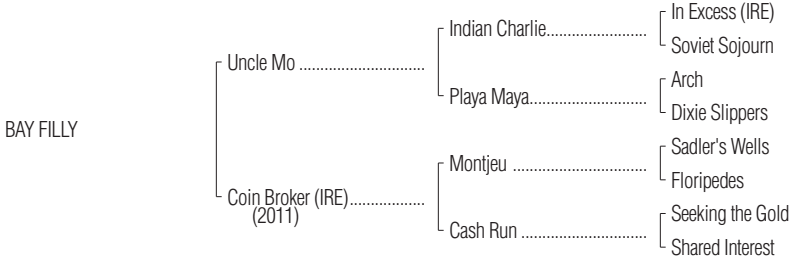 In Excess (IRE)
Indian Charlie........................
Soviet Sojourn
Uncle Mo ............................
Arch
Playa Maya............................
Dixie Slippers
BAY FILLY
Sadler's Wells
Montjeu ................................
Floripedes
Coin Broker (IRE)..................
(2011)
Seeking the Gold
Cash Run ..............................
Shared Interest